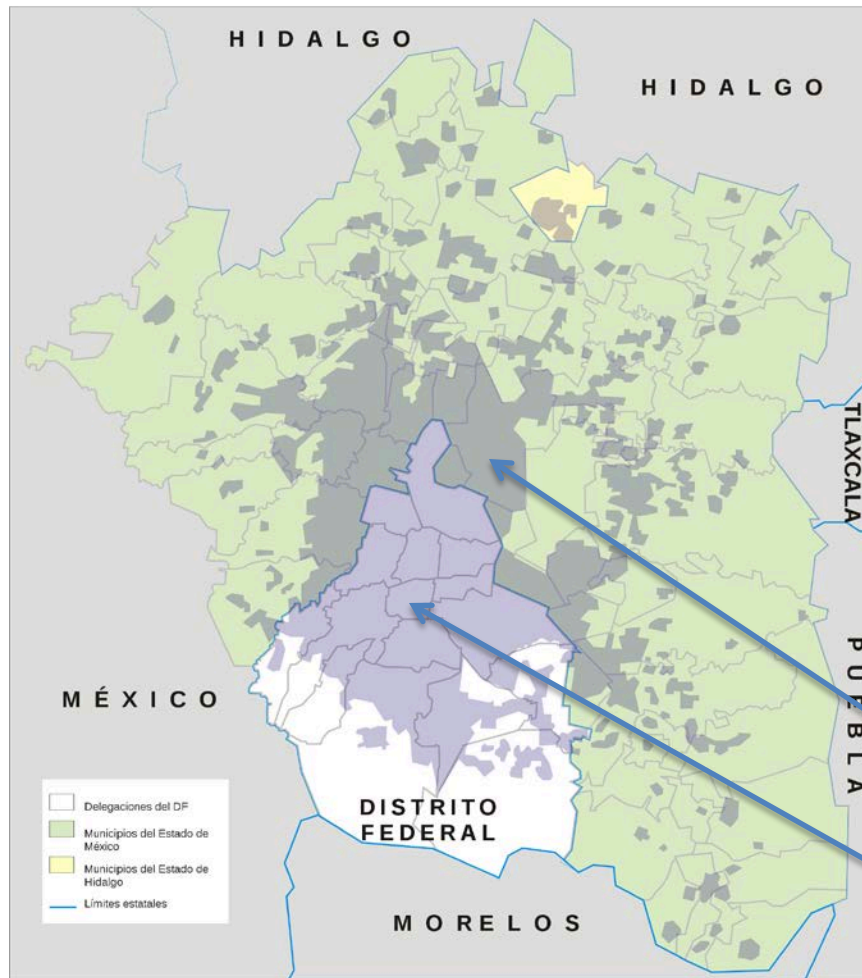 HIDALGO
HIDALGO
TLAXCALA
PUEBLA
MÉXICO
DISTRITO
FEDERAL
MORELOS
Delegaciones del DF
Municipios del Estado de
México
Municipios del Estado de
Hidalgo
Límites estatales